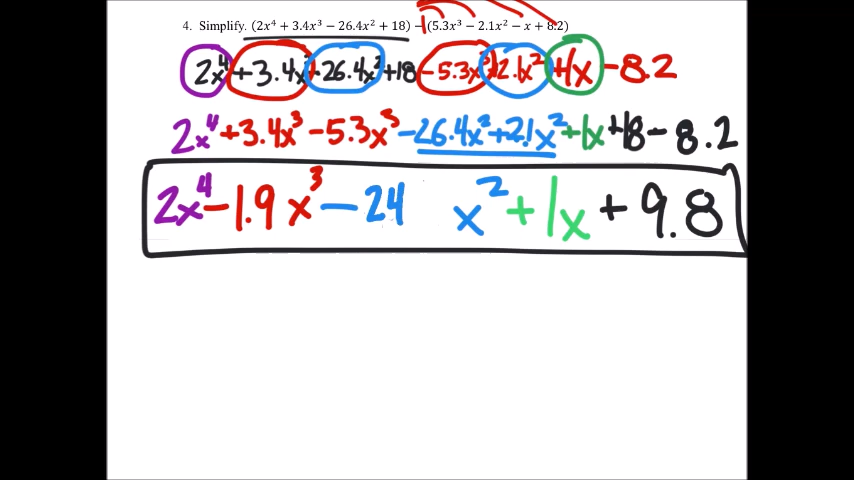 4. Simplify. (2x⁴ + 3.4x³ − 26.4x² + 18) − 1(5.3x³ − 2.1x² − x + 8.2)
2x⁴ + 3.4x³ - 26.4x² + 18 - 5.3x³ + 2.1x² + 1x - 8.2
2x⁴ + 3.4x³ - 5.3x³ - 26.4x² + 2.1x² + 1x + 18 - 8.2
2x⁴ - 1.9x³ - 24 x² + 1x + 9.8